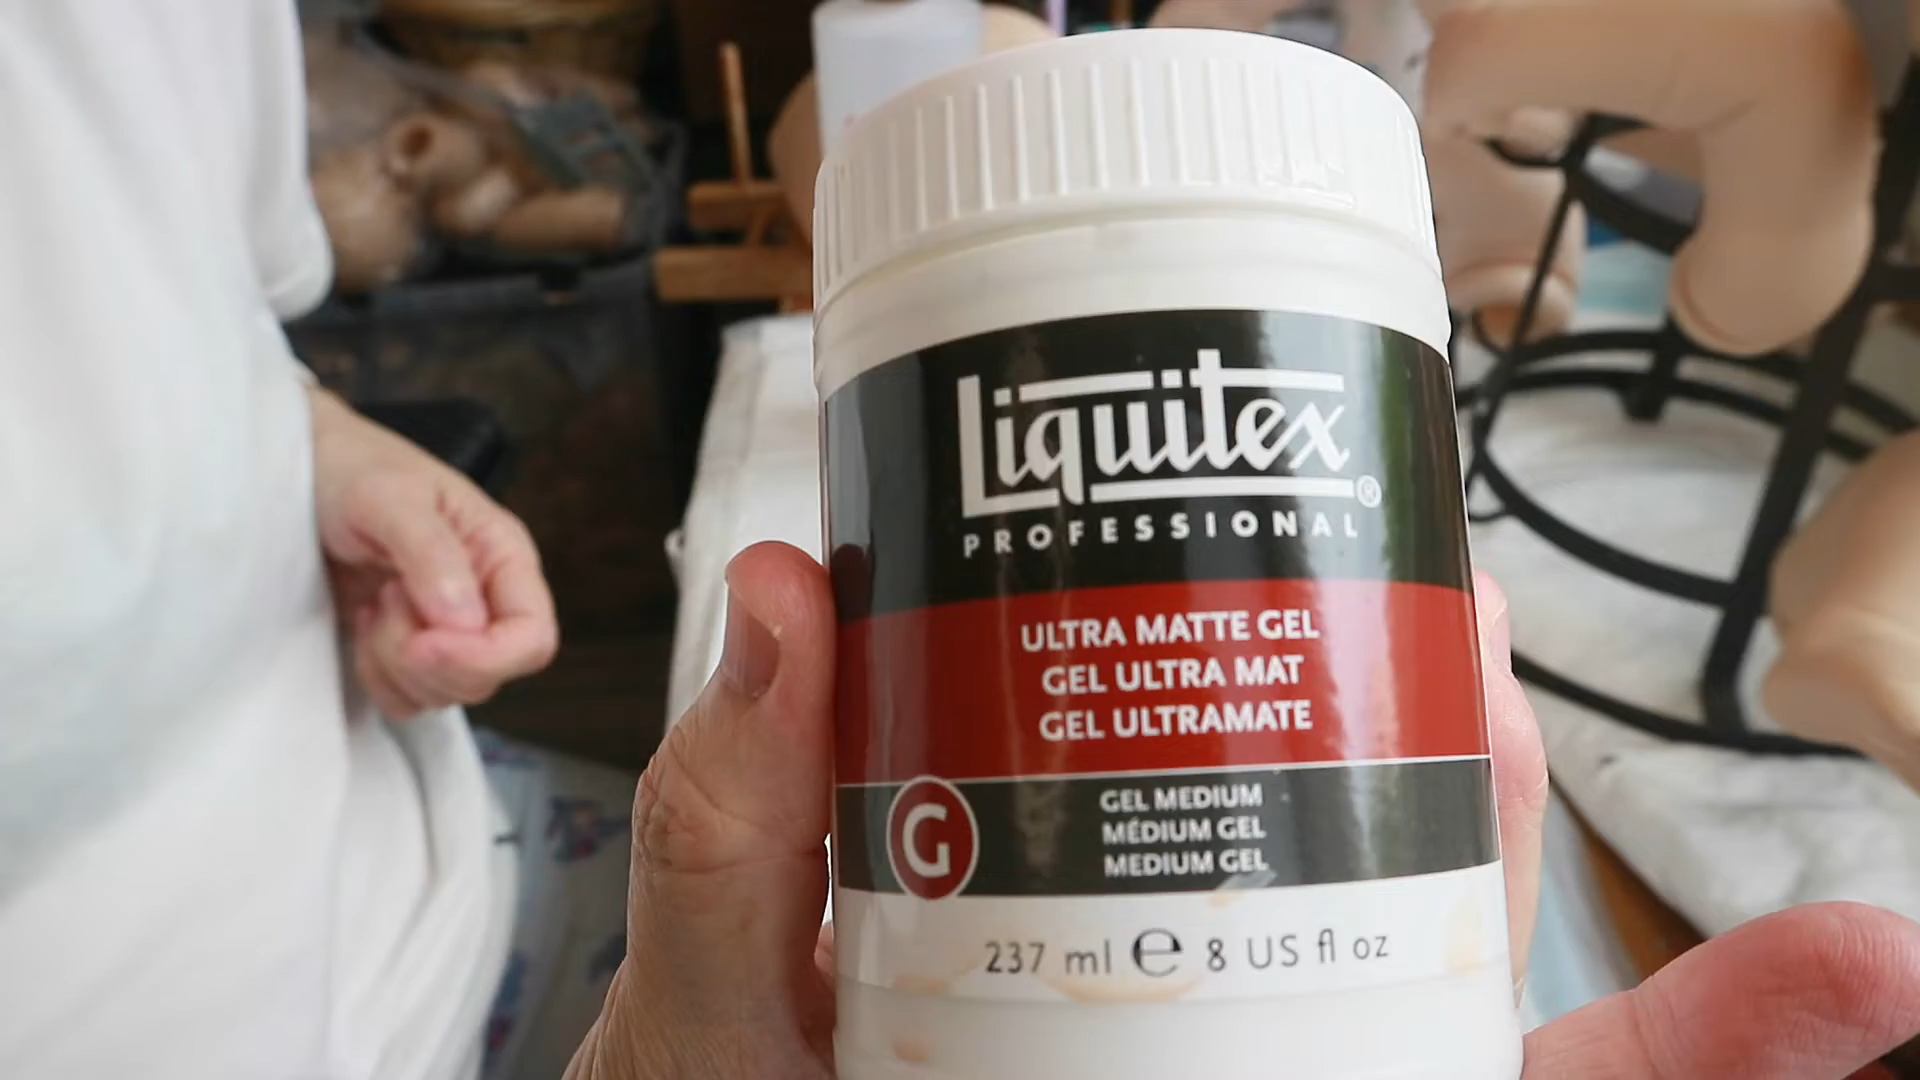 Liquitex®
PROFESSIONAL
ULTRA MATTE GEL
GEL ULTRA MAT
GEL ULTRAMATE
G
GEL MEDIUM
MÉDIUM GEL
MEDIUM GEL
237 ml ℮ 8 US fl oz